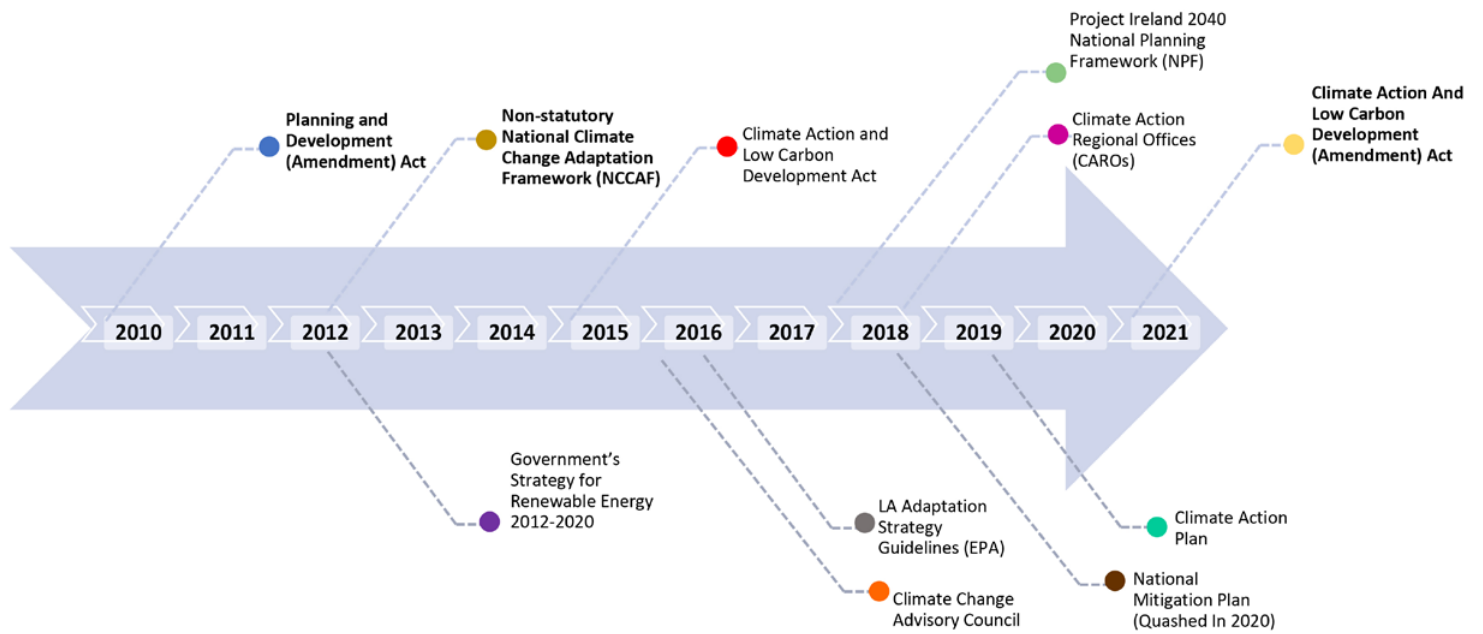 Project Ireland 2040
National Planning
Framework (NPF)
Planning and
Development
(Amendment) Act
Non-statutory
National Climate
Change Adaptation
Framework (NCCAF)
Climate Action and
Low Carbon
Development Act
Climate Action
Regional Offices
(CAROs)
Climate Action And
Low Carbon
Development
(Amendment) Act
2010
2011
2012
2013
2014
2015
2016
2017
2018
2019
2020
2021
Government's
Strategy for
Renewable Energy
2012-2020
LA Adaptation
Strategy
Guidelines (EPA)
Climate Change
Advisory Council
Climate Action
Plan
National
Mitigation Plan
(Quashed In 2020)